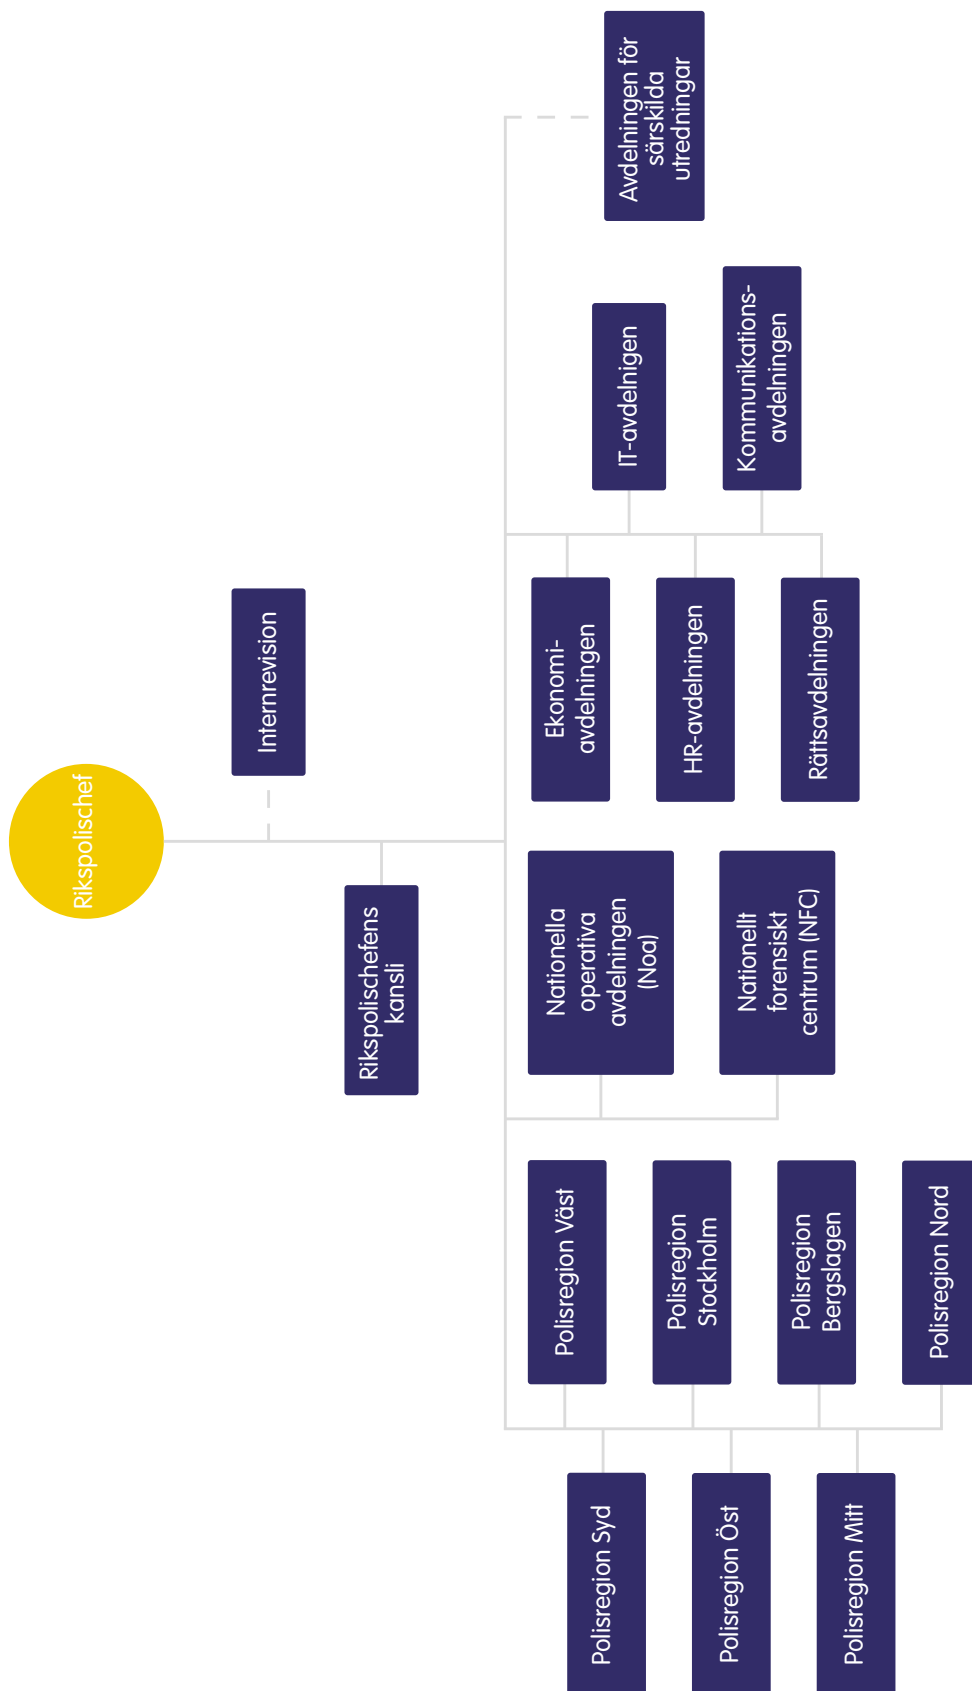 Rikspolischef
Internrevision
Rikspolischefens
kansli
Polisregion Syd
Polisregion Öst
Polisregion Mitt
Polisregion Väst
Polisregion
Stockholm
Polisregion
Bergslagen
Polisregion Nord
Nationella
operativa
avdelningen
(Noa)
Nationellt
forensiskt
centrum (NFC)
Ekonomi-
avdelningen
HR-avdelningen
Rättsavdelningen
IT-avdelnigen
Kommunikations-
avdelningen
Avdelningen för
särskilda
utredningar